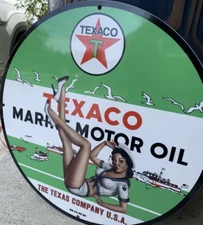 TEXACO
T
TEXACO
MARINE MOTOR OIL
THE TEXAS COMPANY U.S.A.